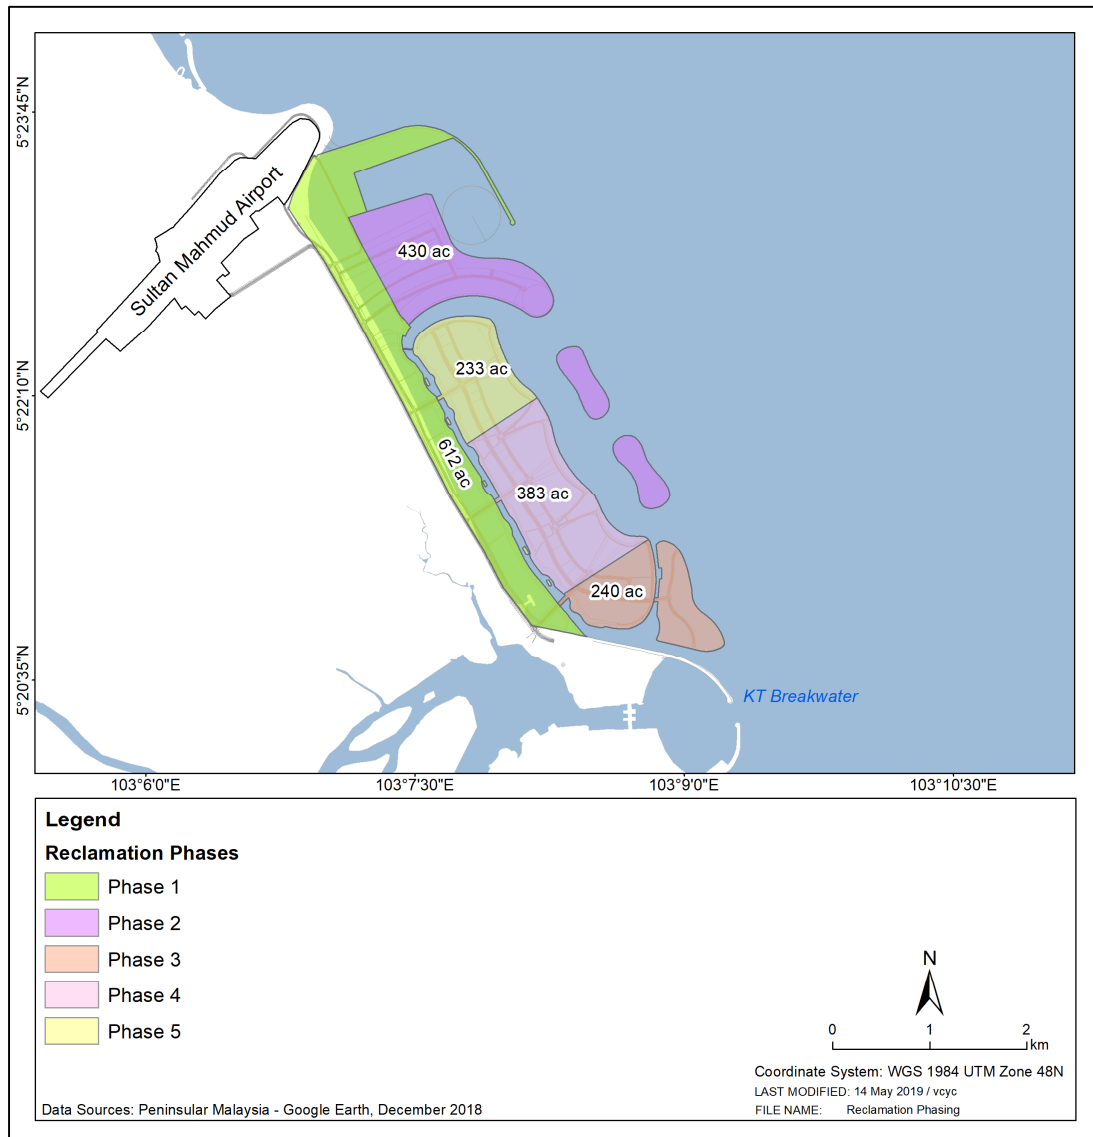 5°23'45"N
5°22'10"N
5°20'35"N
Sultan Mahmud Airport
430 ac
233 ac
612 ac
383 ac
240 ac
KT Breakwater
103°6'0"E
103°7'30"E
103°9'0"E
103°10'30"E
Legend
Reclamation Phases
Phase 1
Phase 2
Phase 3
Phase 4
Phase 5
N
0 1 2
km
Coordinate System: WGS 1984 UTM Zone 48N
LAST MODIFIED: 14 May 2019 / vcyc
FILE NAME: Reclamation Phasing
Data Sources: Peninsular Malaysia - Google Earth, December 2018